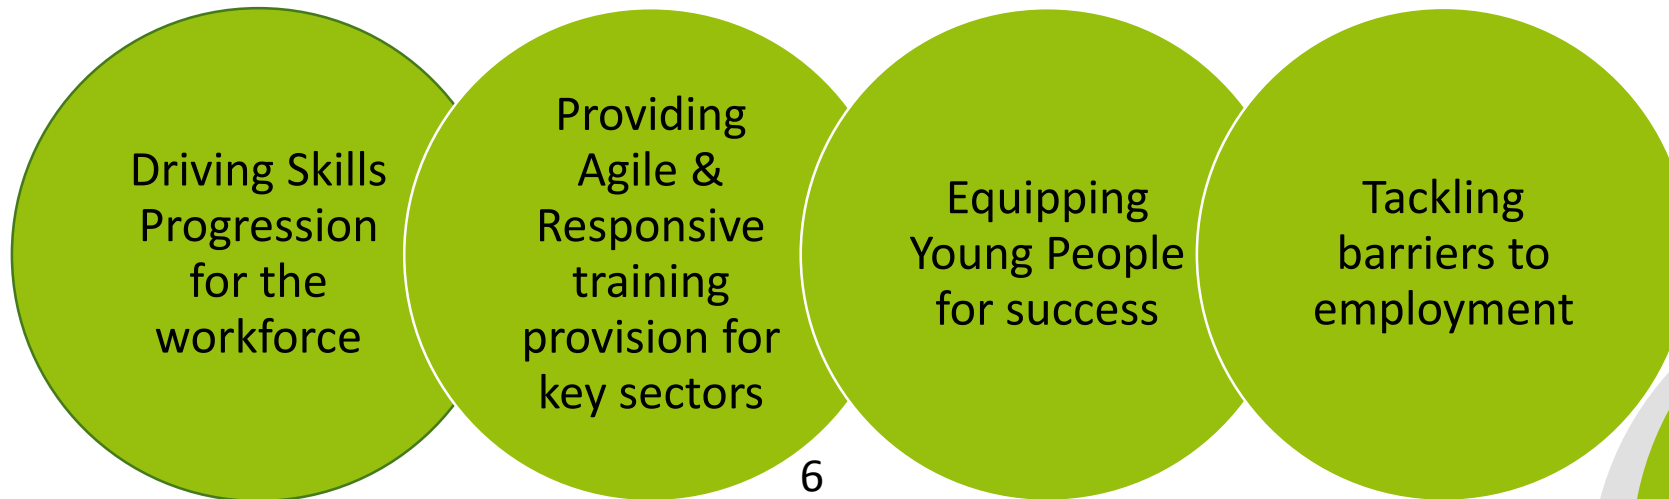 Driving Skills
Progression
for the
workforce
Providing
Agile &
Responsive
training
provision for
key sectors
Equipping
Young People
for success
Tackling
barriers to
employment
6